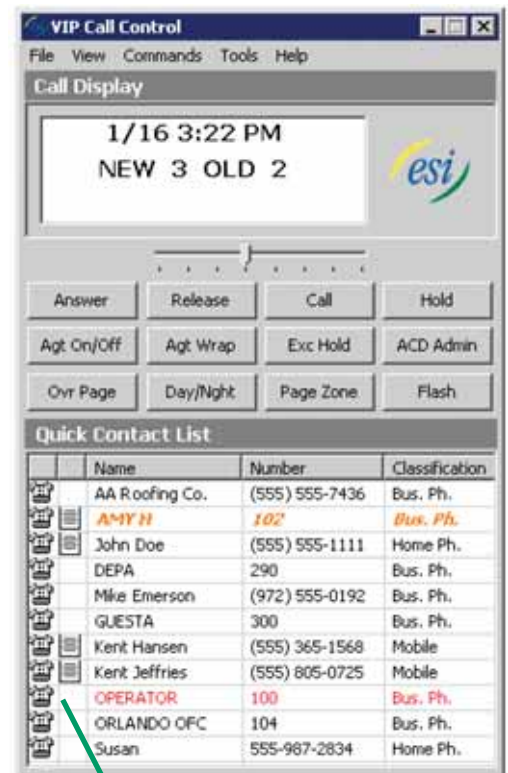 VIP Call Control
File View Commands Tools Help
Call Display
1/16 3:22 PM
NEW 3 OLD 2
esi
Answer Release Call Hold
Agt On/Off Agt Wrap Exc Hold ACD Admin
Ovr Page Day/Nght Page Zone Flash
Quick Contact List
Name Number Classification
AA Roofing Co. (555) 555-7436 Bus. Ph.
AMY H 102 Bus. Ph.
John Doe (555) 555-1111 Home Ph.
DEPA 290 Bus. Ph.
Mike Emerson (972) 555-0192 Bus. Ph.
GUESTA 300 Bus. Ph.
Kent Hansen (555) 365-1568 Mobile
Kent Jeffries (555) 805-0725 Mobile
OPERATOR 100 Bus. Ph.
ORLANDO OFC 104 Bus. Ph.
Susan 555-987-2834 Home Ph.